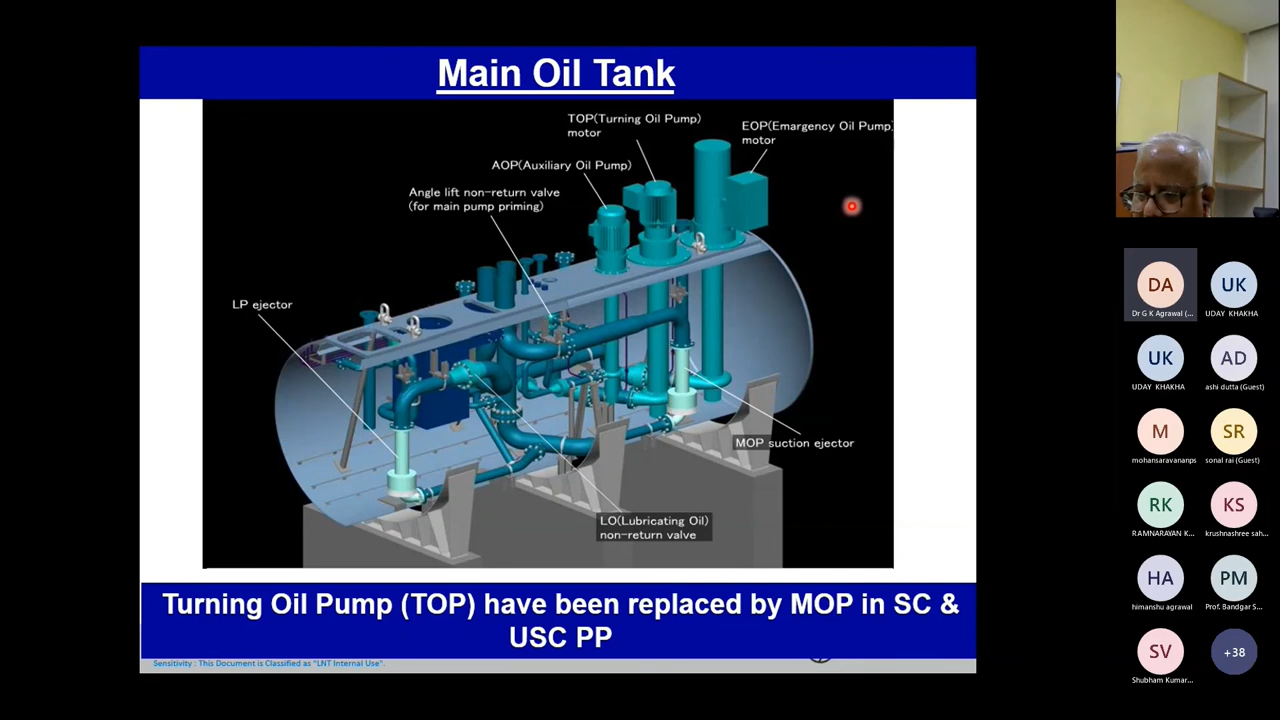 Main Oil Tank
TOP(Turning Oil Pump)
motor
EOP(Emargency Oil Pump)
motor
AOP(Auxiliary Oil Pump)
Angle lift non-return valve
(for main pump priming)
LP ejector
MOP suction ejector
LO(Lubricating Oil)
non-return valve
Turning Oil Pump (TOP) have been replaced by MOP in SC &
USC PP
Sensitivity : This Document is Classified as "LNT Internal Use".
DA
Dr G K Agrawal (...
UK
UDAY KHAKHA
UK
UDAY KHAKHA
AD
ashi dutta (Guest)
M
mohansaravananps
SR
sonal rai (Guest)
RK
RAMNARAYAN K...
KS
krushnashree sah...
HA
himanshu agrawal
PM
Prof. Bandgar S...
SV
Shubham Kumar...
+38